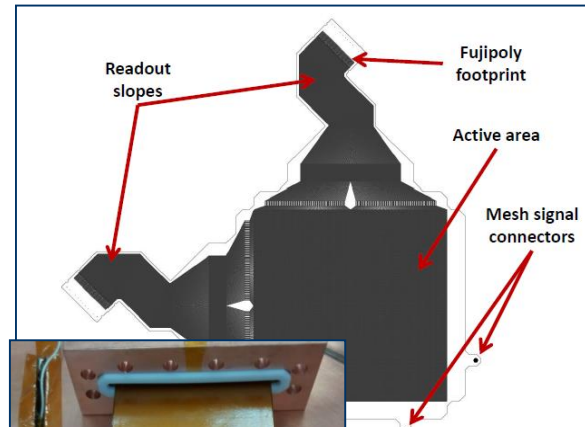 Readout
slopes
Fujipoly
footprint
Active area
Mesh signal
connectors